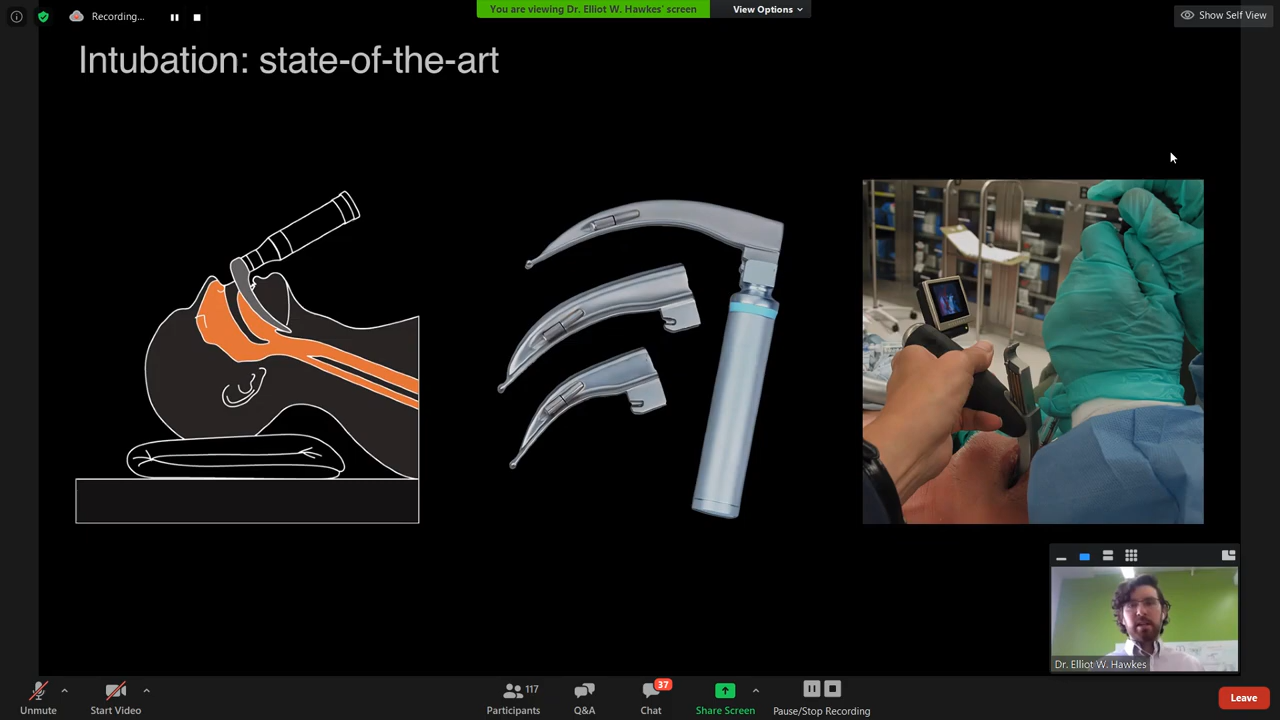 Recording...
You are viewing Dr. Elliot W. Hawkes' screen
View Options
Show Self View
Intubation: state-of-the-art
Dr. Elliot W. Hawkes
Unmute
Start Video
Participants
117
Q&A
Chat
37
Share Screen
Pause/Stop Recording
Leave